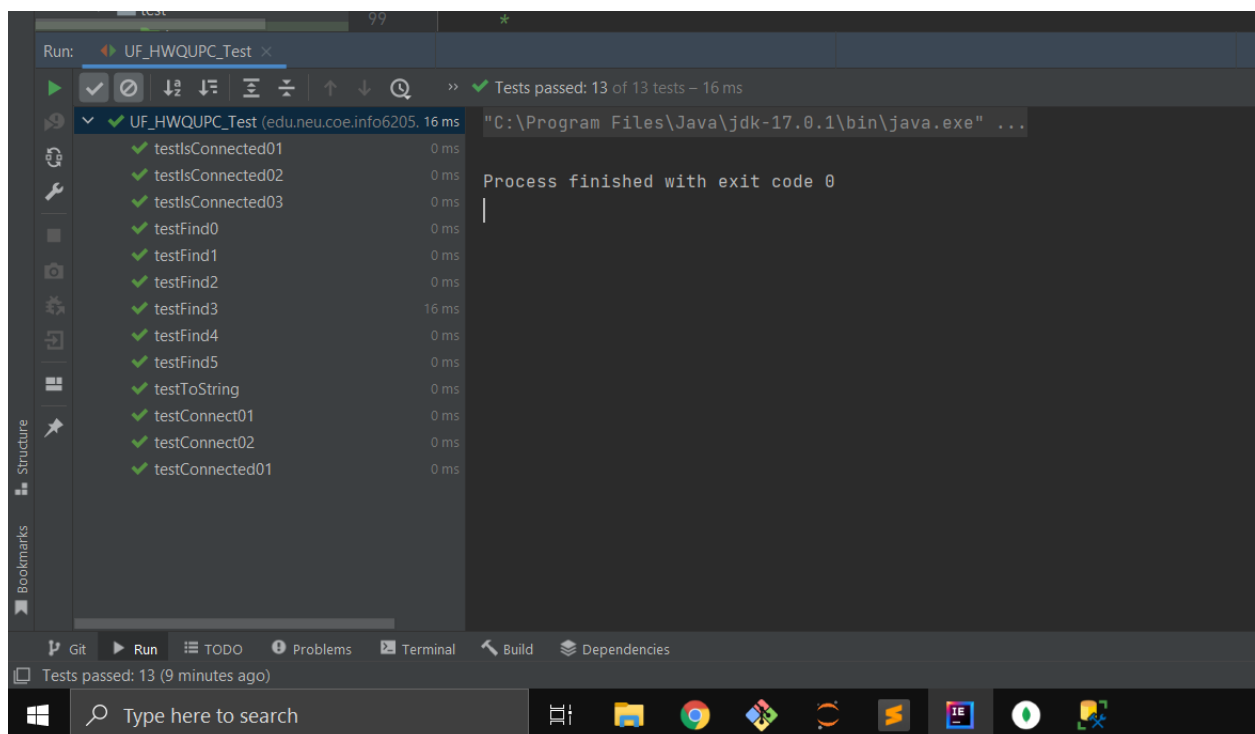 test
99
*
Run: UF_HWQUPC_Test
>> Tests passed: 13 of 13 tests – 16 ms
UF_HWQUPC_Test (edu.neu.coe.info6205. 16 ms
"C:\Program Files\Java\jdk-17.0.1\bin\java.exe" ...
testIsConnected01 0 ms
testIsConnected02 0 ms
Process finished with exit code 0
testIsConnected03 0 ms
testFind0 0 ms
testFind1 0 ms
testFind2 0 ms
testFind3 16 ms
testFind4 0 ms
testFind5 0 ms
testToString 0 ms
testConnect01 0 ms
testConnect02 0 ms
testConnected01 0 ms
Structure
Bookmarks
Git Run TODO Problems Terminal Build Dependencies
Tests passed: 13 (9 minutes ago)
Type here to search
IE